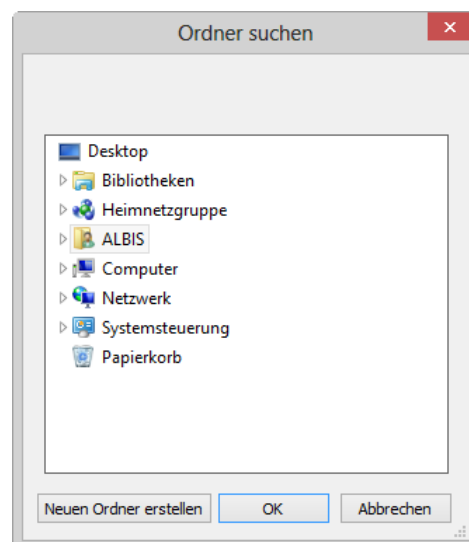 Ordner suchen
Desktop
Bibliotheken
Heimnetzgruppe
ALBIS
Computer
Netzwerk
Systemsteuerung
Papierkorb
Neuen Ordner erstellen
OK
Abbrechen